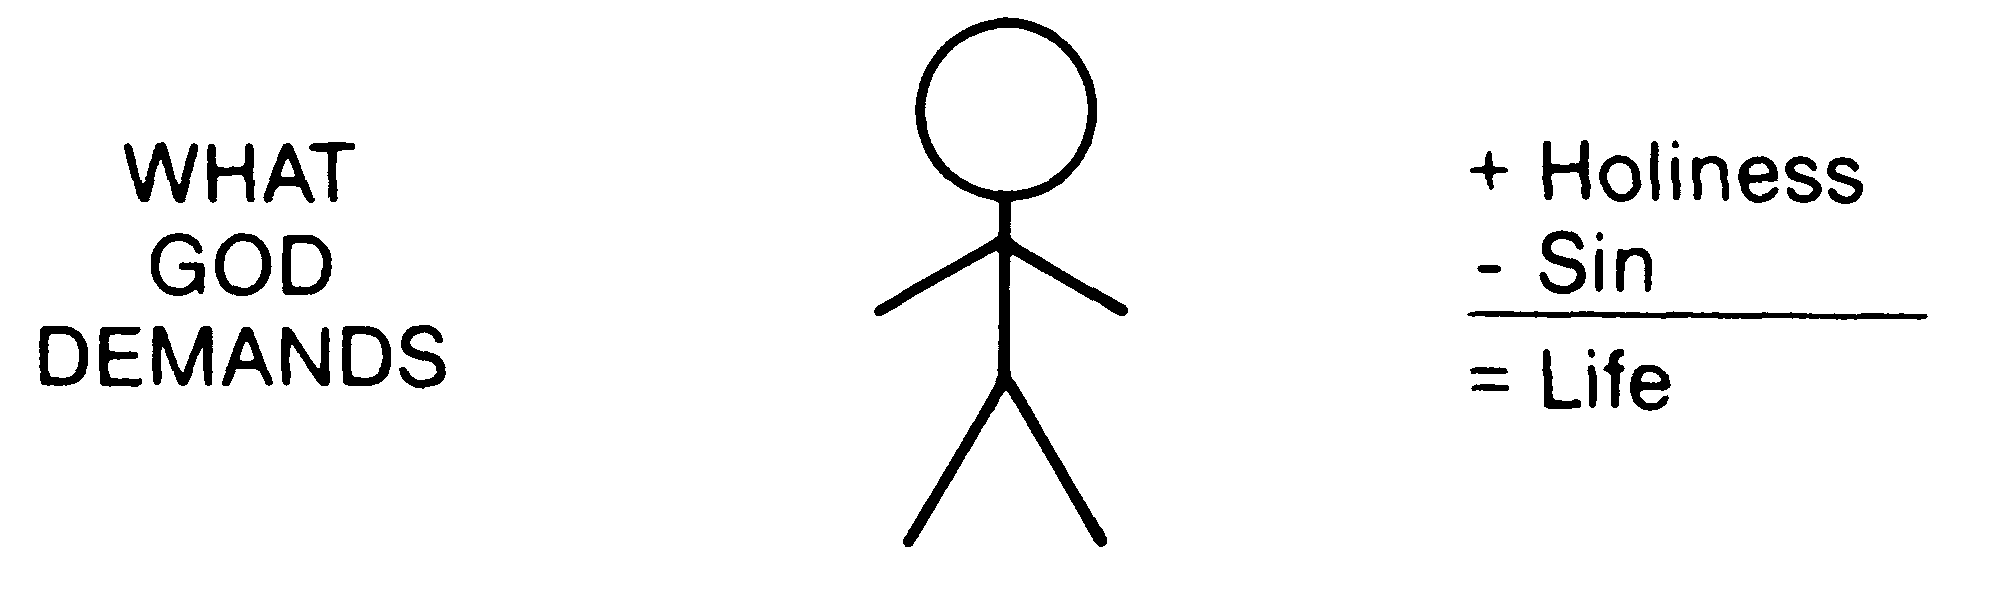 WHAT
GOD
DEMANDS
+ Holiness
- Sin
= Life